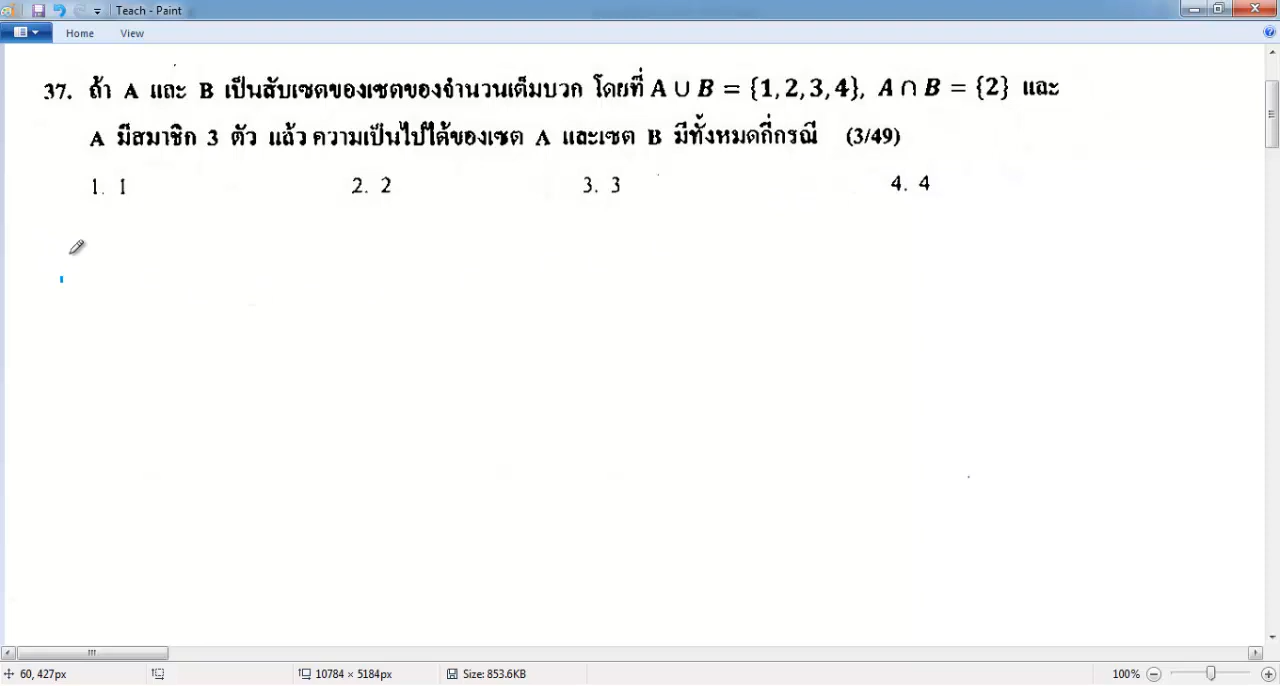 Teach - Paint
Home View
37. ถ้า A และ B เป็นสับเซตของเซตของจำนวนเต็มบวก โดยที่ A ∪ B = {1, 2, 3, 4}, A ∩ B = {2} และ
A มีสมาชิก 3 ตัว แล้ว ความเป็นไปได้ของเซต A และเซต B มีทั้งหมดกี่กรณี (3/49)
1. 1 2. 2 3. 3 4. 4
60, 427px 10784 × 5184px Size: 853.6KB 100%